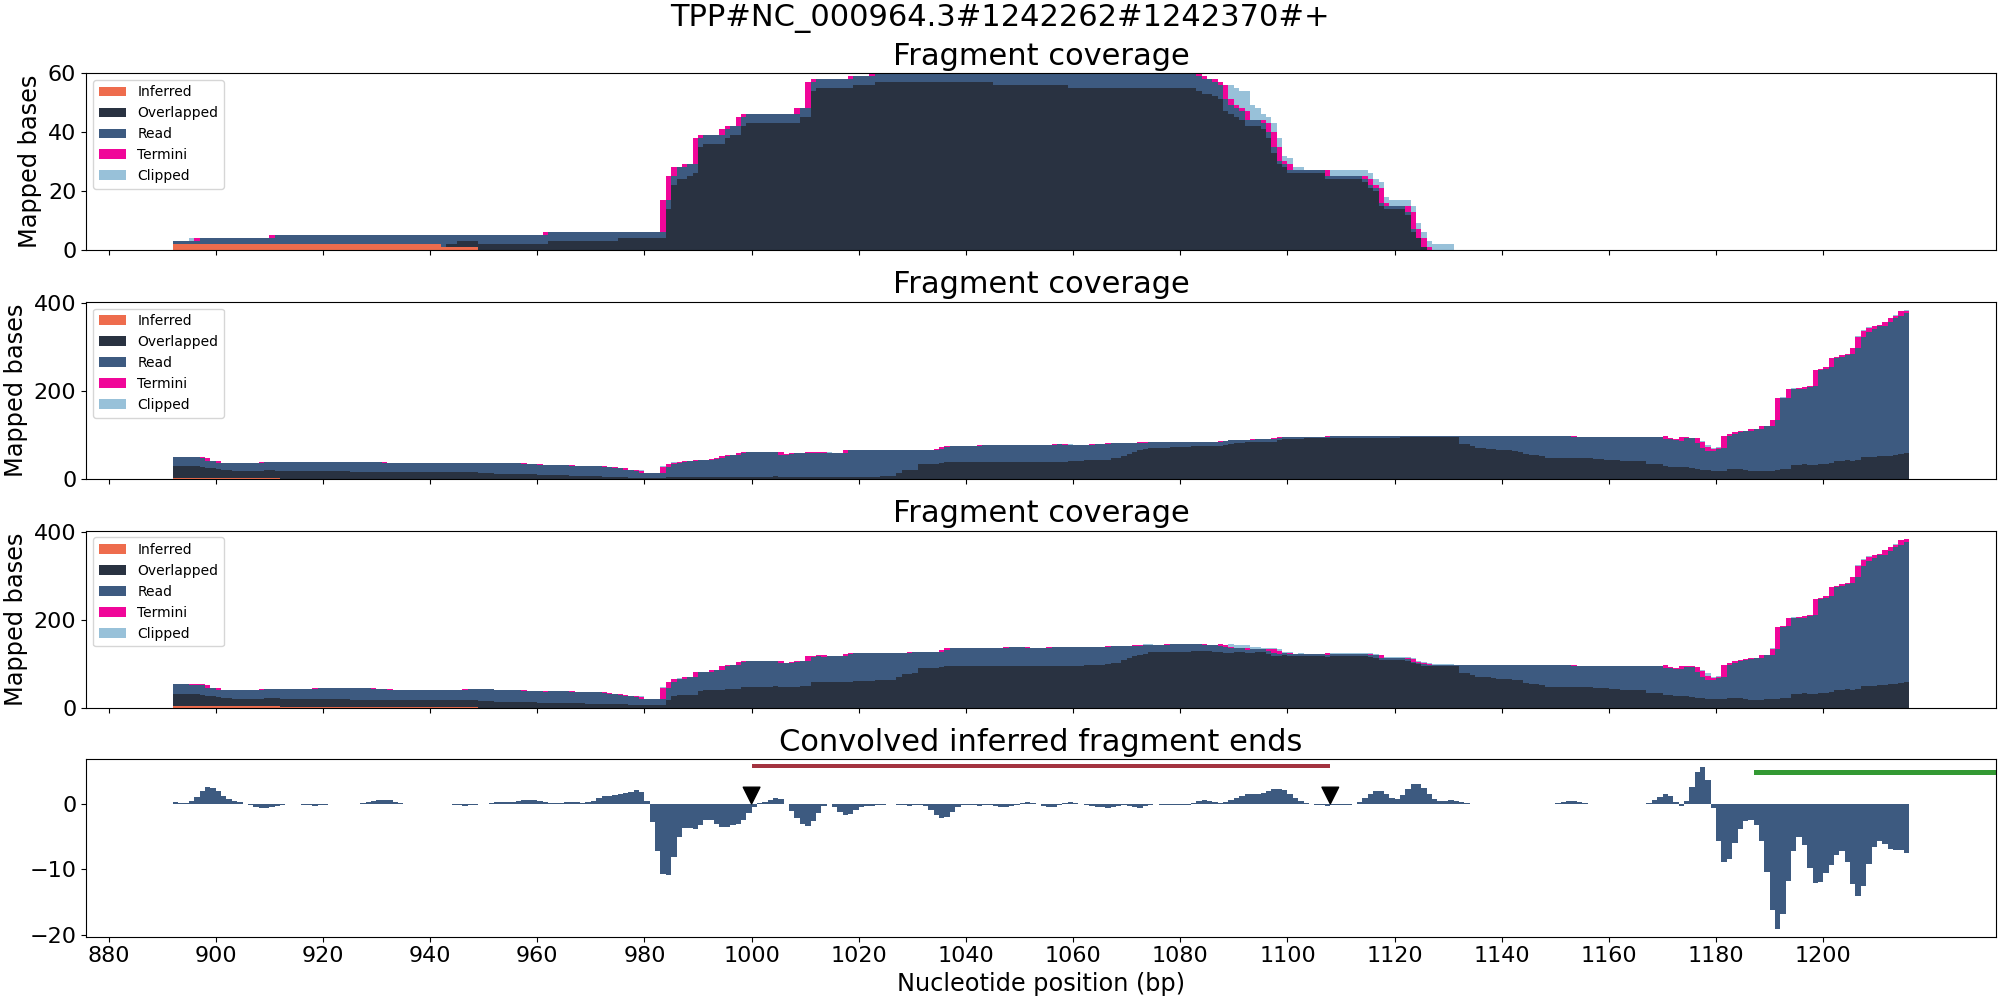 TPP#NC_000964.3#1242262#1242370#+
Fragment coverage
Mapped bases
60
40
20
0
Inferred
Overlapped
Read
Termini
Clipped
Fragment coverage
Mapped bases
400
200
0
Inferred
Overlapped
Read
Termini
Clipped
Fragment coverage
Mapped bases
400
200
0
Inferred
Overlapped
Read
Termini
Clipped
Convolved inferred fragment ends
0
−10
−20
880 900 920 940 960 980 1000 1020 1040 1060 1080 1100 1120 1140 1160 1180 1200
Nucleotide position (bp)